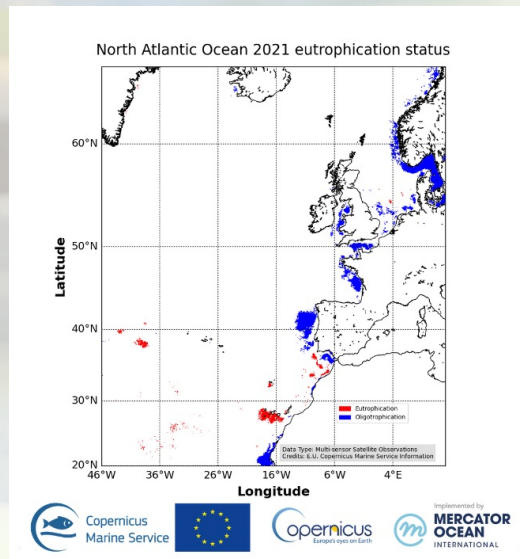 North Atlantic Ocean 2021 eutrophication status
60°N
50°N
40°N
30°N
20°N
Latitude
46°W 36°W 26°W 16°W 6°W 4°E
Longitude
Eutrophication
Oligotrophication
Data Type: Multi-sensor Satellite Observations
Credits: E.U. Copernicus Marine Service Information
Copernicus
Marine Service
opernicus
Europe's eyes on Earth
Implemented by
MERCATOR
OCEAN
INTERNATIONAL